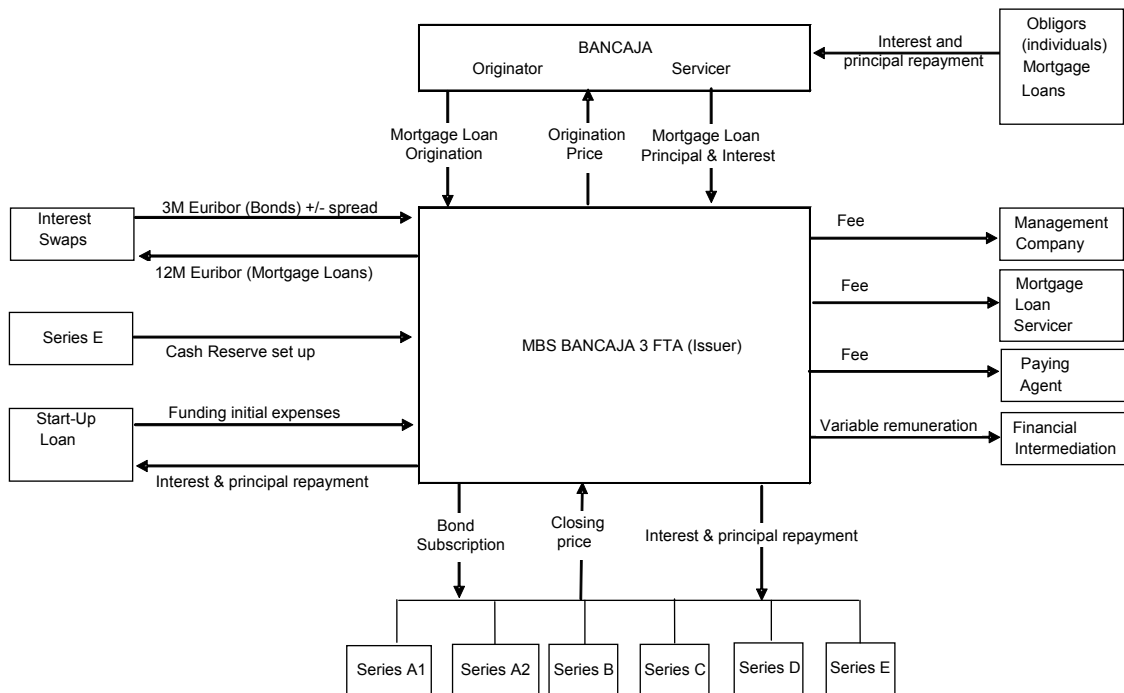 BANCAJA
Originator Servicer
Interest and
principal repayment
Obligors
(individuals)
Mortgage
Loans
Mortgage Loan
Origination
Origination
Price
Mortgage Loan
Principal & Interest
Interest
Swaps
3M Euribor (Bonds) +/- spread
12M Euribor (Mortgage Loans)
Series E
Cash Reserve set up
Start-Up
Loan
Funding initial expenses
Interest & principal repayment
MBS BANCAJA 3 FTA (Issuer)
Fee
Management
Company
Fee
Mortgage
Loan
Servicer
Fee
Paying
Agent
Variable remuneration
Financial
Intermediation
Bond
Subscription
Closing
price
Interest & principal repayment
Series A1
Series A2
Series B
Series C
Series D
Series E